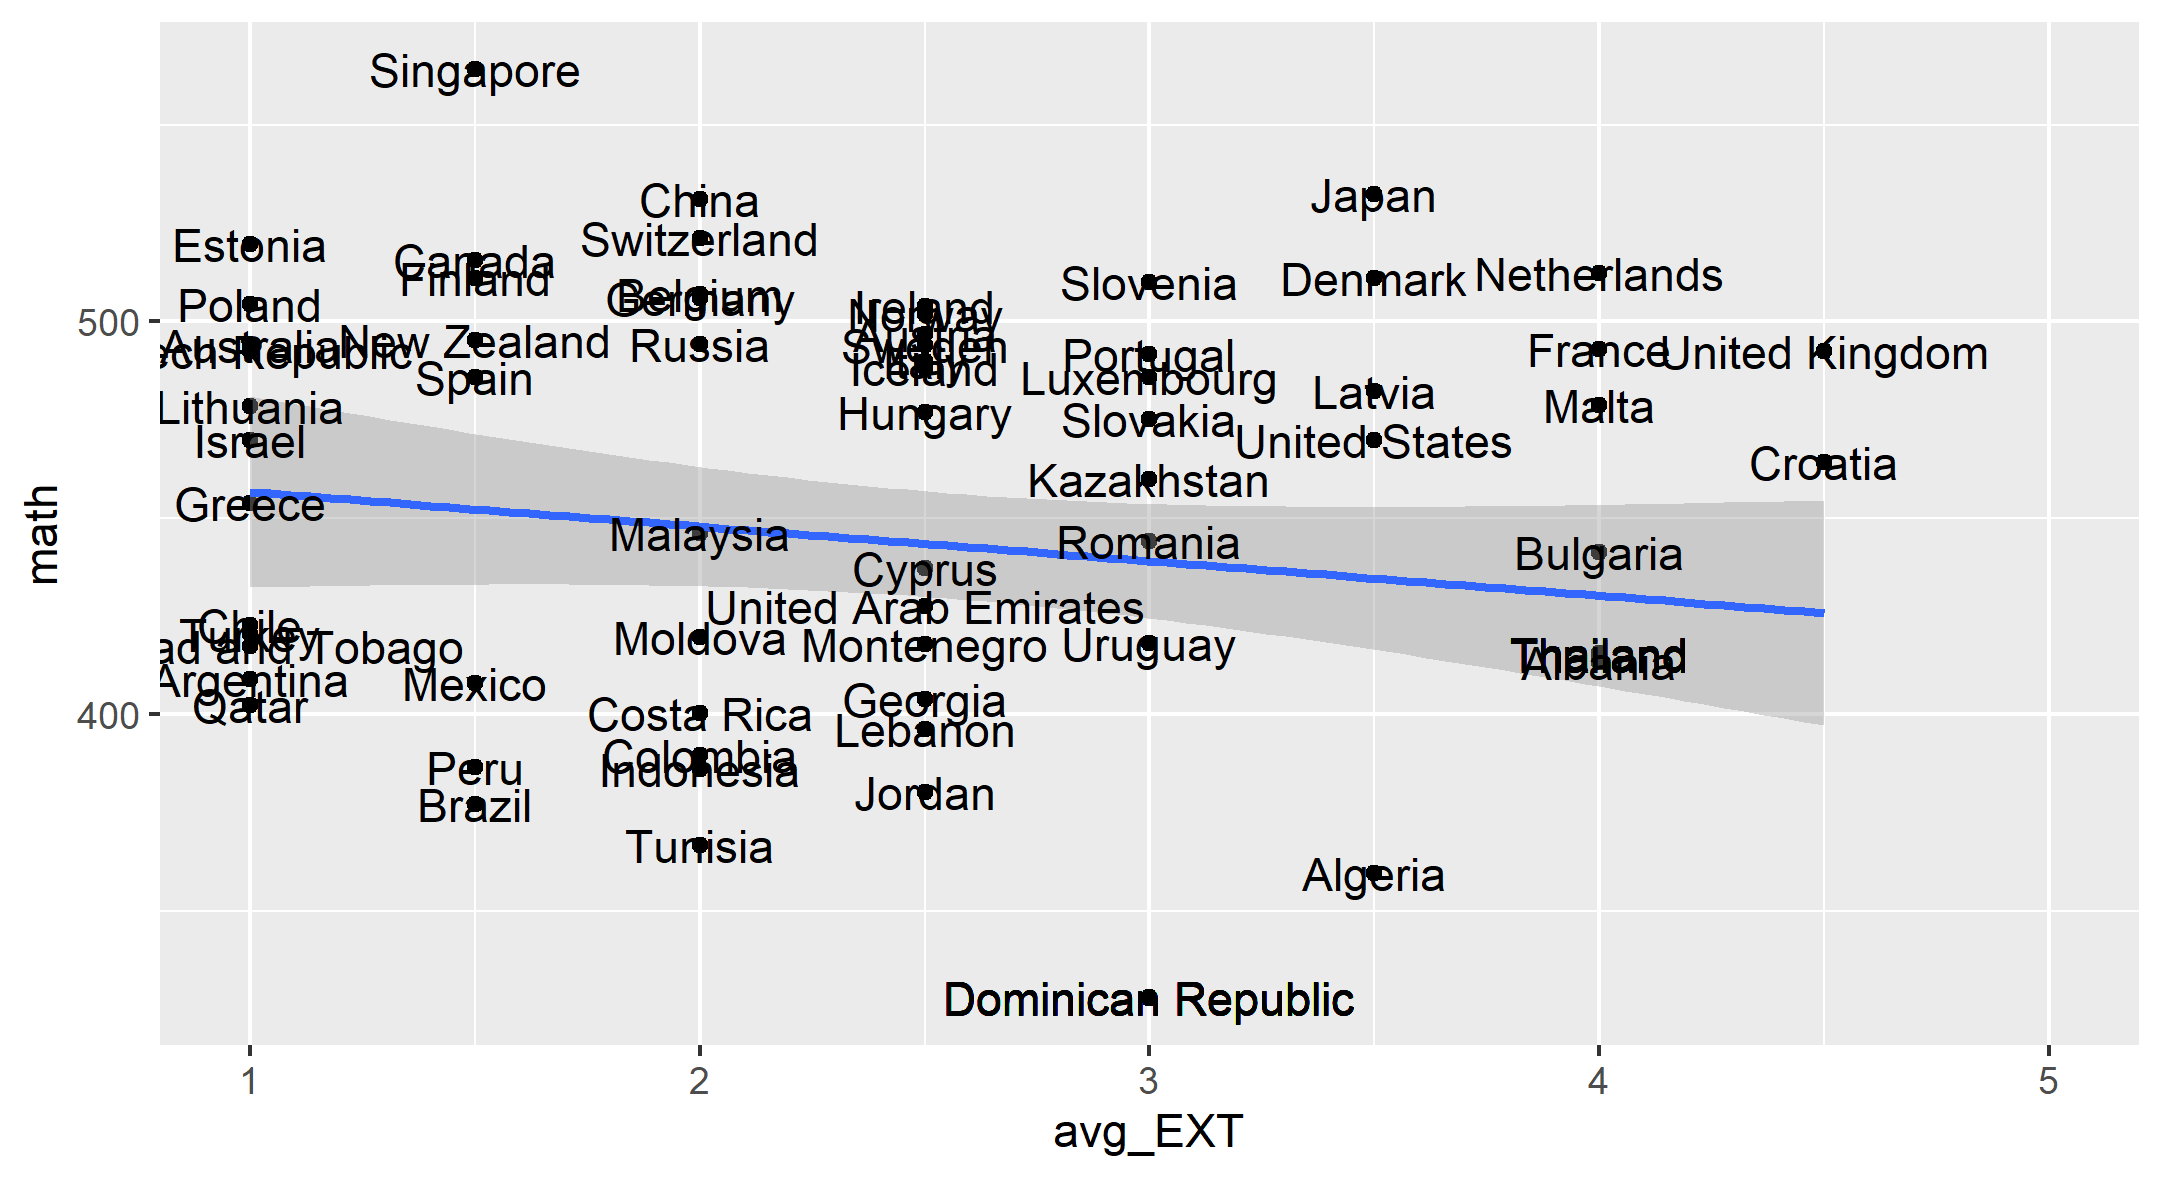 Singapore
China
Japan
Switzerland
Estonia
Canada
Netherlands
Finland
Denmark
Slovenia
Belgium
Germany
Poland
Ireland
Norway
500
Austria
New Zealand
Russia
Sweden
Australia
ech Republic
France
United Kingdom
Portugal
Italy
Iceland
Spain
Luxembourg
Latvia
Lithuania
Malta
Hungary
Slovakia
Israel
United States
Croatia
Kazakhstan
Greece
math
Malaysia
Romania
Bulgaria
Cyprus
United Arab Emirates
Chile
Turkey
Moldova
ad and Tobago
Montenegro
Uruguay
Thailand
Albania
Argentina
Mexico
Georgia
Qatar
400
Costa Rica
Lebanon
Colombia
Peru
Indonesia
Jordan
Brazil
Tunisia
Algeria
Dominican Republic
1
2
3
4
5
avg_EXT